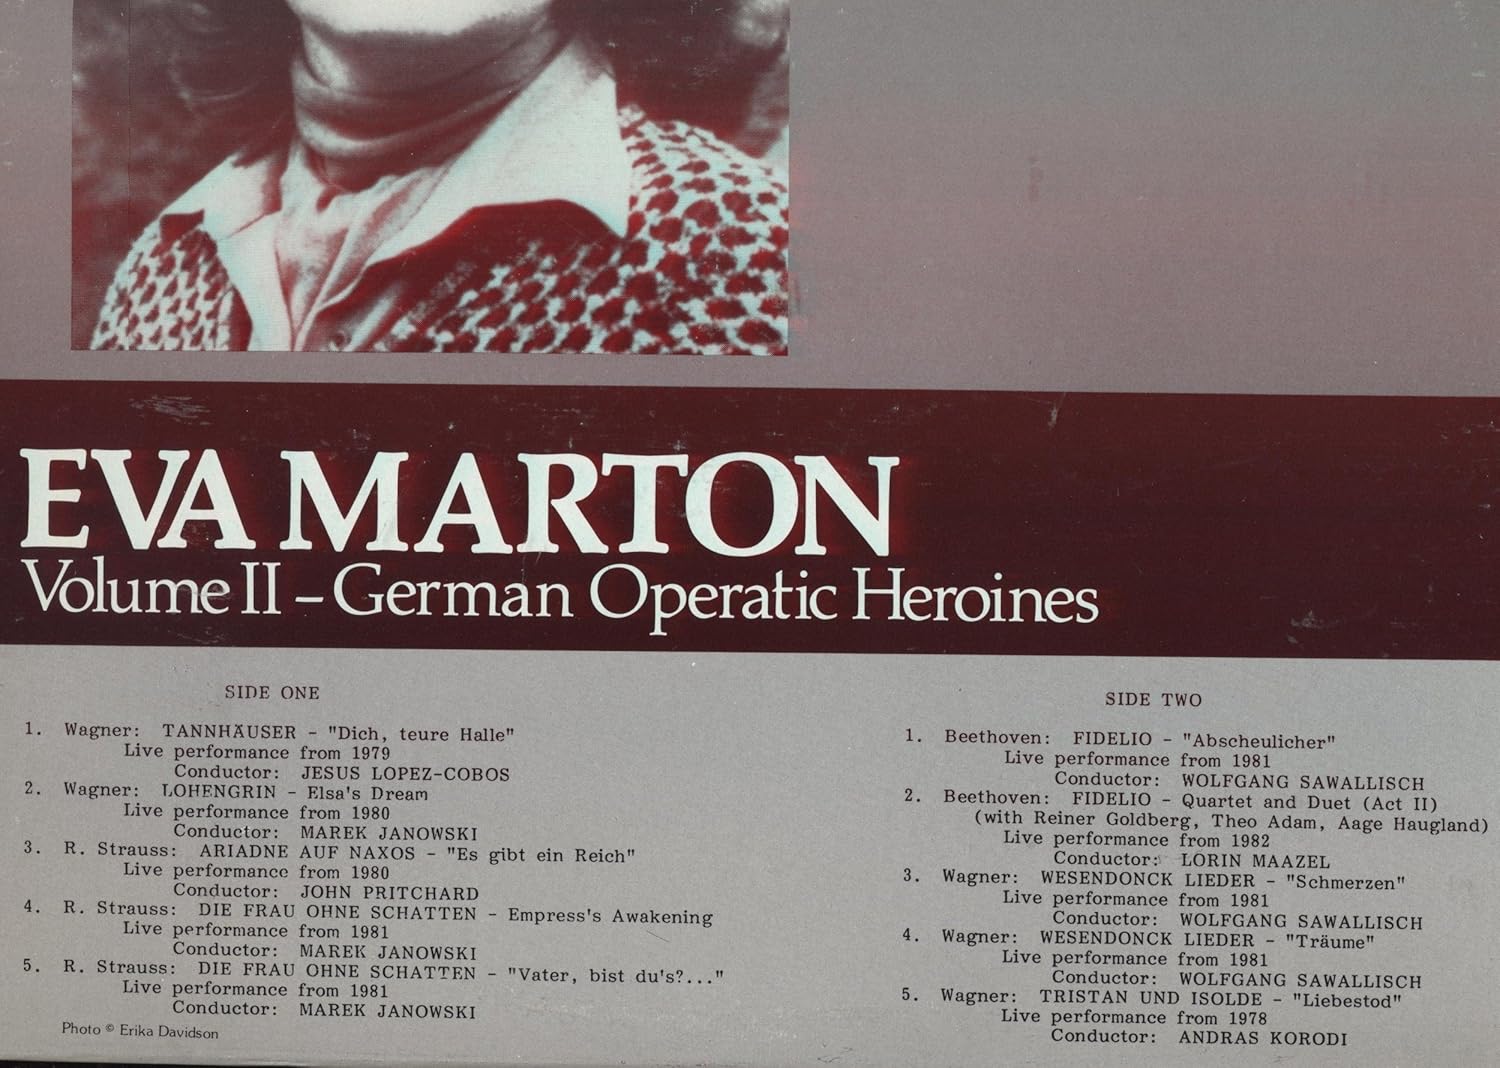 EVA MARTON
Volume II – German Operatic Heroines
SIDE ONE
1. Wagner: TANNHÄUSER - "Dich, teure Halle"
Live performance from 1979
Conductor: JESUS LOPEZ-COBOS
2. Wagner: LOHENGRIN - Elsa's Dream
Live performance from 1980
Conductor: MAREK JANOWSKI
3. R. Strauss: ARIADNE AUF NAXOS - "Es gibt ein Reich"
Live performance from 1980
Conductor: JOHN PRITCHARD
4. R. Strauss: DIE FRAU OHNE SCHATTEN - Empress's Awakening
Live performance from 1981
Conductor: MAREK JANOWSKI
5. R. Strauss: DIE FRAU OHNE SCHATTEN - "Vater, bist du's?..."
Live performance from 1981
Conductor: MAREK JANOWSKI
Photo © Erika Davidson
SIDE TWO
1. Beethoven: FIDELIO - "Abscheulicher"
Live performance from 1981
Conductor: WOLFGANG SAWALLISCH
2. Beethoven: FIDELIO - Quartet and Duet (Act II)
(with Reiner Goldberg, Theo Adam, Aage Haugland)
Live performance from 1982
Conductor: LORIN MAAZEL
3. Wagner: WESENDONCK LIEDER - "Schmerzen"
Live performance from 1981
Conductor: WOLFGANG SAWALLISCH
4. Wagner: WESENDONCK LIEDER - "Träume"
Live performance from 1981
Conductor: WOLFGANG SAWALLISCH
5. Wagner: TRISTAN UND ISOLDE - "Liebestod"
Live performance from 1978
Conductor: ANDRAS KORODI